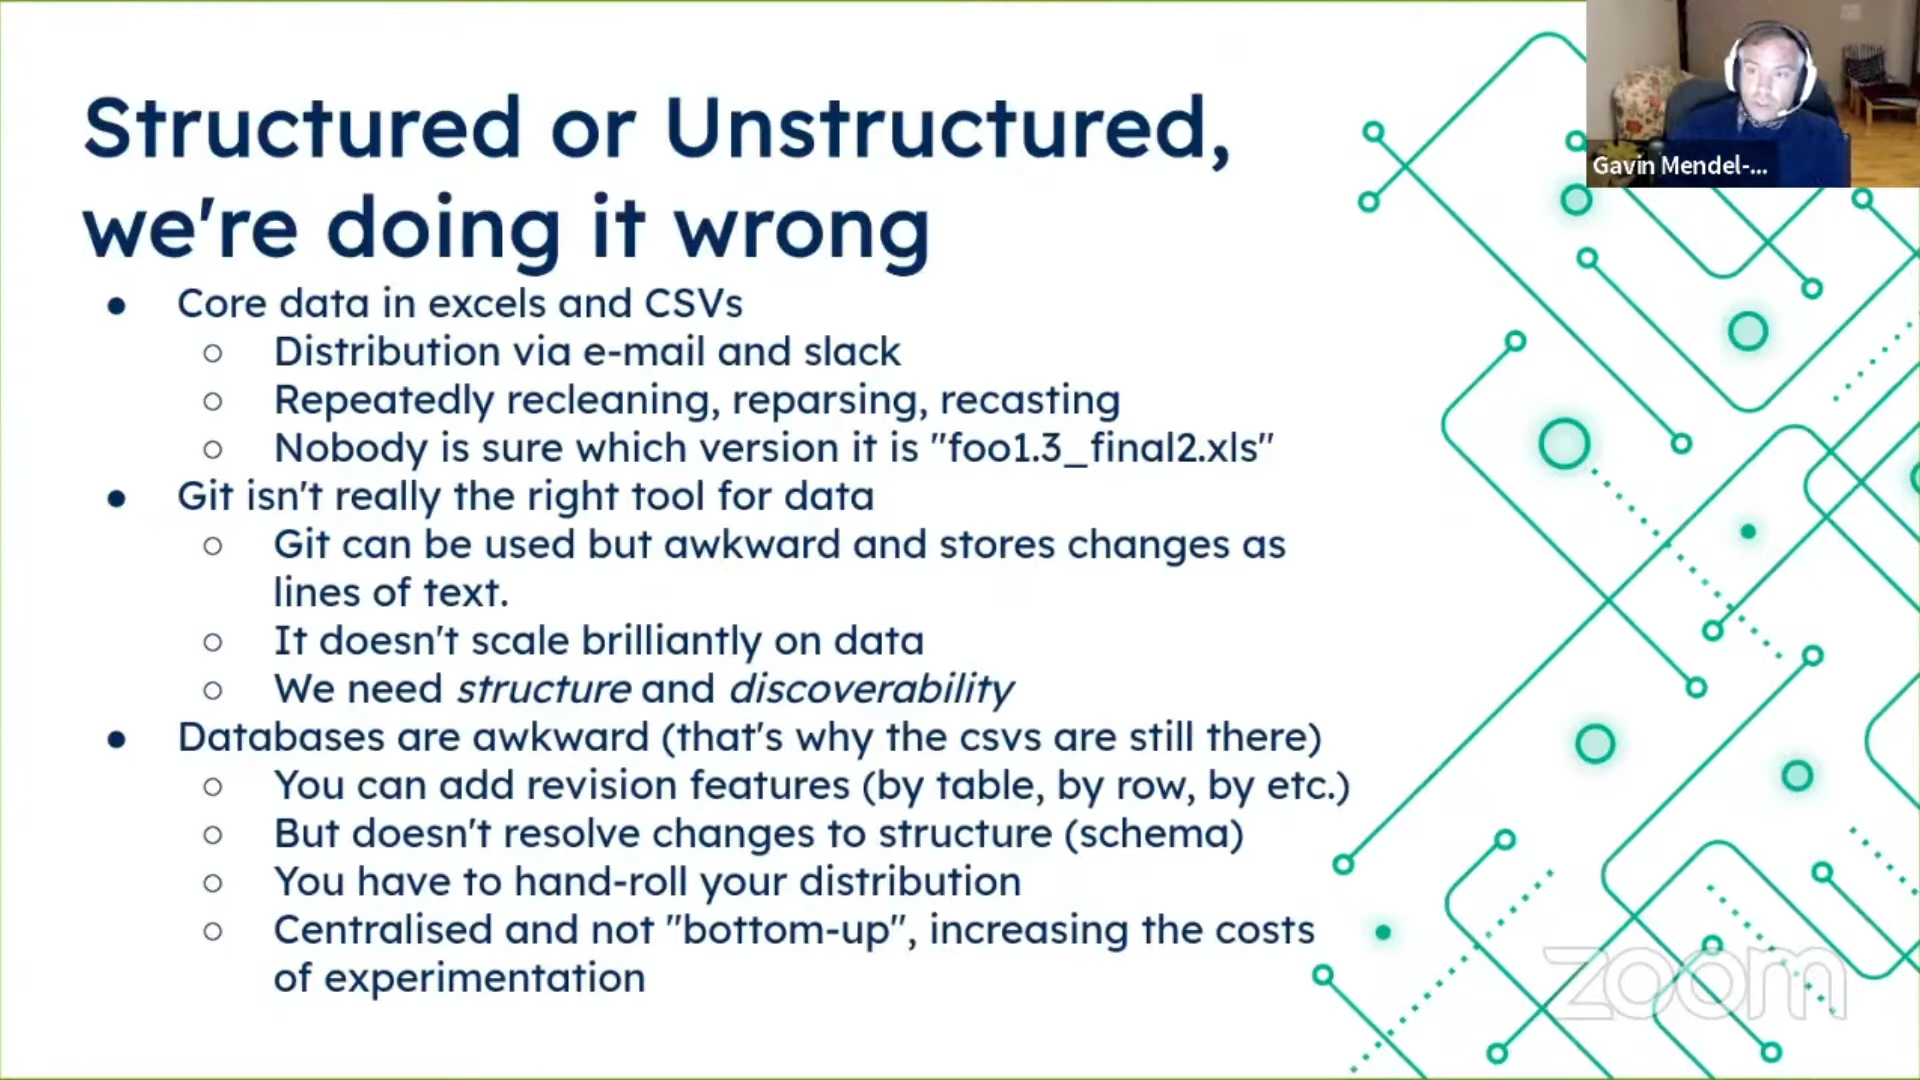 Structured or Unstructured,
we're doing it wrong
Gavin Mendel-...
● Core data in excels and CSVs
○ Distribution via e-mail and slack
○ Repeatedly recleaning, reparsing, recasting
○ Nobody is sure which version it is "foo1.3_final2.xls"
● Git isn't really the right tool for data
○ Git can be used but awkward and stores changes as
lines of text.
○ It doesn't scale brilliantly on data
○ We need structure and discoverability
● Databases are awkward (that's why the csvs are still there)
○ You can add revision features (by table, by row, by etc.)
○ But doesn't resolve changes to structure (schema)
○ You have to hand-roll your distribution
○ Centralised and not "bottom-up", increasing the costs
of experimentation
zoom